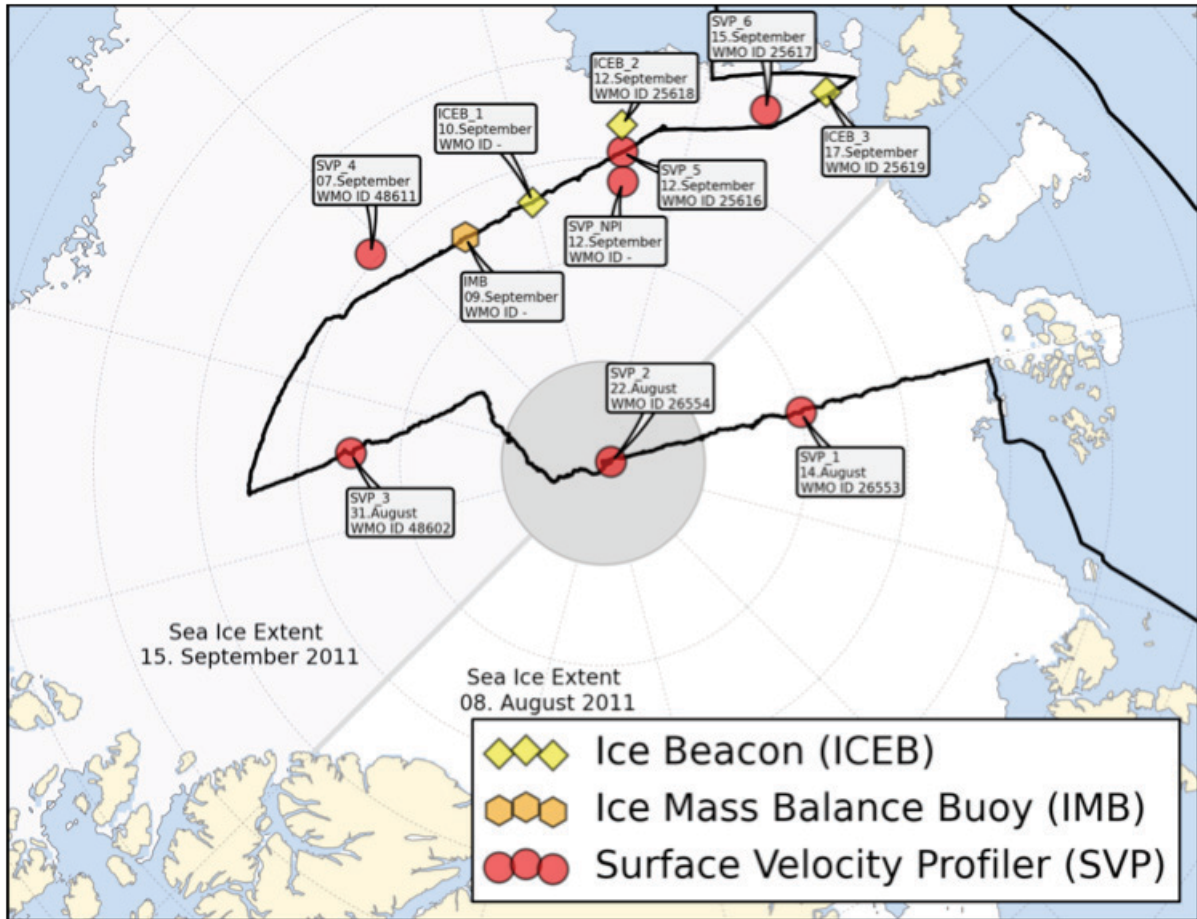 SVP_6
15.September
WMO ID 25617
ICEB_2
12.September
WMO ID 25618
ICEB_1
10.September
WMO ID -
ICEB_3
17.September
WMO ID 25619
SVP_4
07.September
WMO ID 48611
SVP_5
12.September
WMO ID 25616
SVP_NPI
12.September
WMO ID -
IMB
09.September
WMO ID -
SVP_2
22.August
WMO ID 26554
SVP_1
14.August
WMO ID 26553
SVP_3
31.August
WMO ID 48602
Sea Ice Extent
15. September 2011
Sea Ice Extent
08. August 2011
Ice Beacon (ICEB)
Ice Mass Balance Buoy (IMB)
Surface Velocity Profiler (SVP)